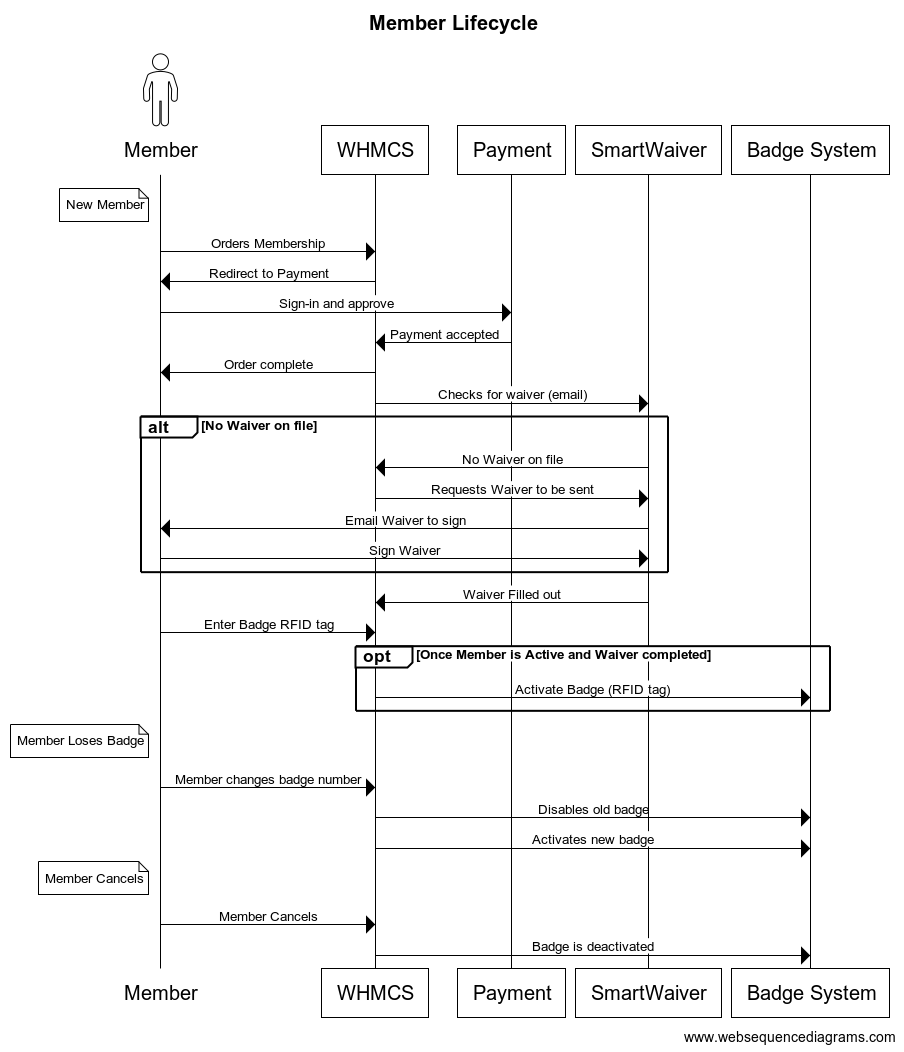 Member Lifecycle
Member
WHMCS
Payment
SmartWaiver
Badge System
New Member
Orders Membership
Redirect to Payment
Sign-in and approve
Payment accepted
Order complete
Checks for waiver (email)
alt
[No Waiver on file]
No Waiver on file
Requests Waiver to be sent
Email Waiver to sign
Sign Waiver
Waiver Filled out
Enter Badge RFID tag
opt
[Once Member is Active and Waiver completed]
Activate Badge (RFID tag)
Member Loses Badge
Member changes badge number
Disables old badge
Activates new badge
Member Cancels
Member Cancels
Badge is deactivated
Member
WHMCS
Payment
SmartWaiver
Badge System
www.websequencediagrams.com